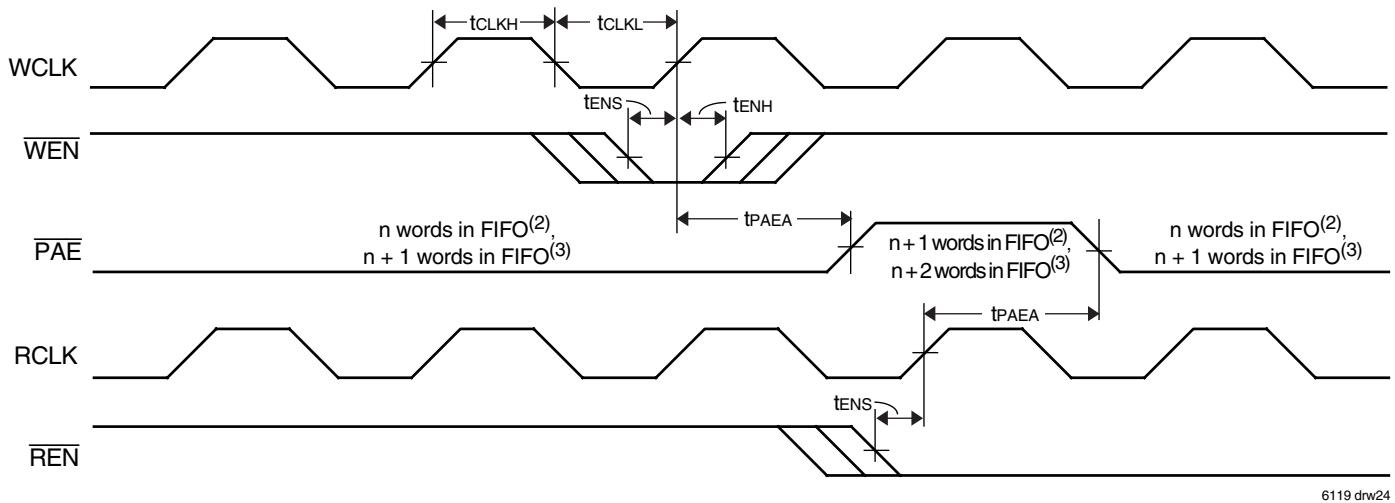 tCLKH tCLKL
WCLK
tENS tENH
WEN
tPAEA
PAE
n words in FIFO(2),
n + 1 words in FIFO(3)
n + 1 words in FIFO(2),
n + 2 words in FIFO(3)
n words in FIFO(2),
n + 1 words in FIFO(3)
tPAEA
RCLK
tENS
REN
6119 drw24